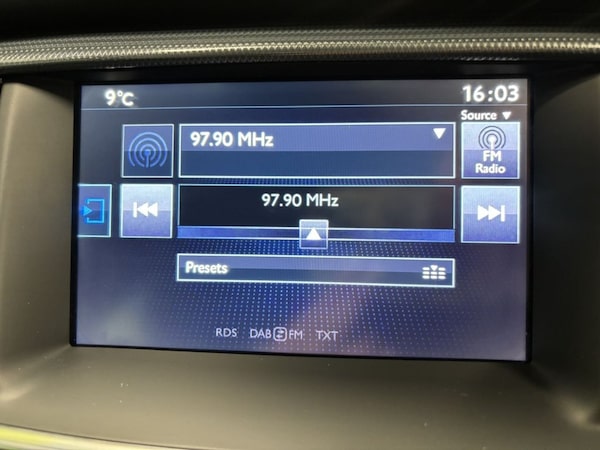 9°C 16:03
Source
97.90 MHz
FM
Radio
97.90 MHz
Presets
RDS DAB FM TXT